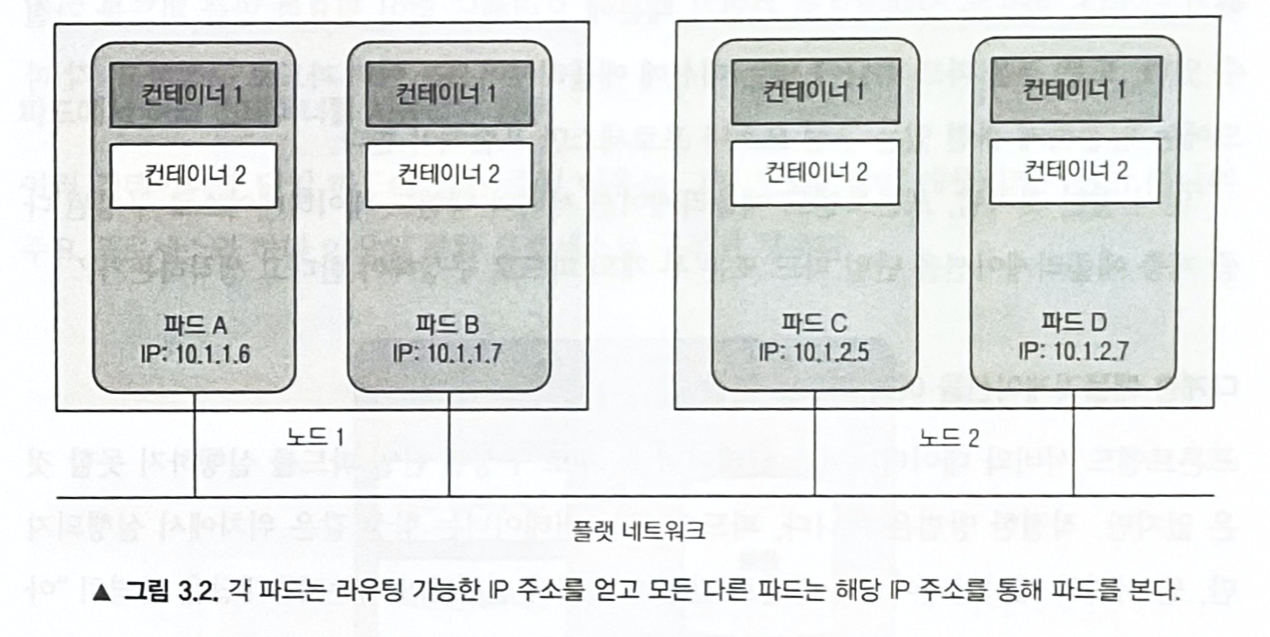 컨테이너 1
컨테이너 2
파드 A
IP: 10.1.1.6
컨테이너 1
컨테이너 2
파드 B
IP: 10.1.1.7
컨테이너 1
컨테이너 2
파드 C
IP: 10.1.2.5
컨테이너 1
컨테이너 2
파드 D
IP: 10.1.2.7
노드 1
노드 2
플랫 네트워크
▲ 그림 3.2. 각 파드는 라우팅 가능한 IP 주소를 얻고 모든 다른 파드는 해당 IP 주소를 통해 파드를 본다.